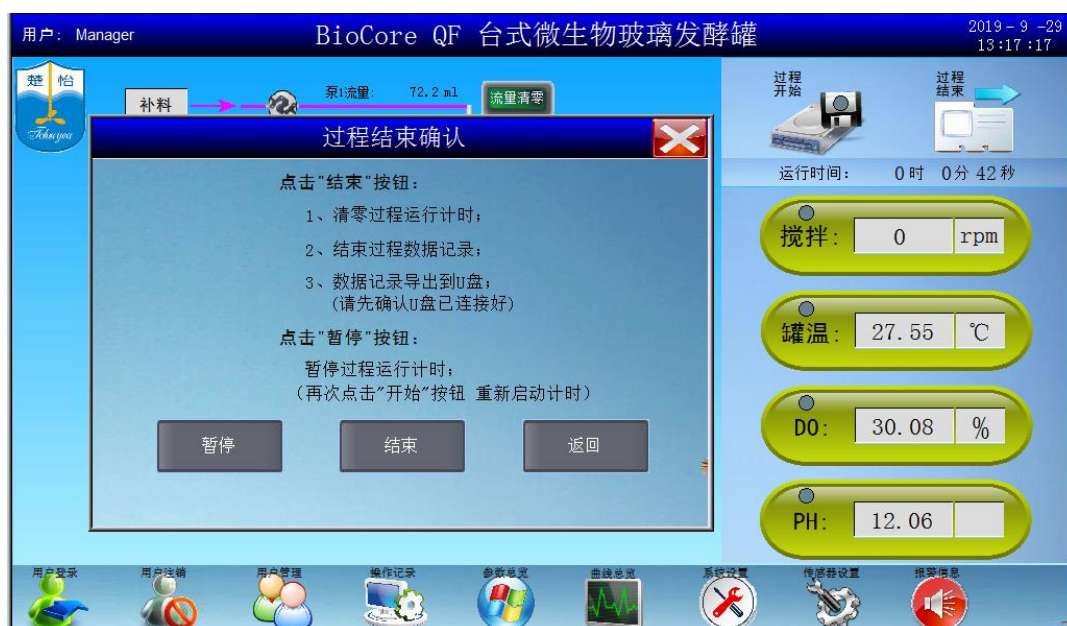 用户: Manager
BioCore QF 台式微生物玻璃发酵罐
2019-9-29
13:17:17
楚怡
补料
泵1流量: 72.2 ml
流量清零
过程开始
过程结束
运行时间: 0时 0分 42秒
过程结束确认
点击"结束"按钮:
1、清零过程运行计时;
2、结束过程数据记录;
3、数据记录导出到U盘;
(请先确认U盘已连接好)
点击"暂停"按钮:
暂停过程运行计时;
(再次点击"开始"按钮 重新启动计时)
暂停
结束
返回
搅拌: 0 rpm
罐温: 27.55 ℃
DO: 30.08 %
PH: 12.06
用户登录
用户注销
用户管理
操作记录
参数总览
曲线总览
系统设置
传感器设置
报警信息